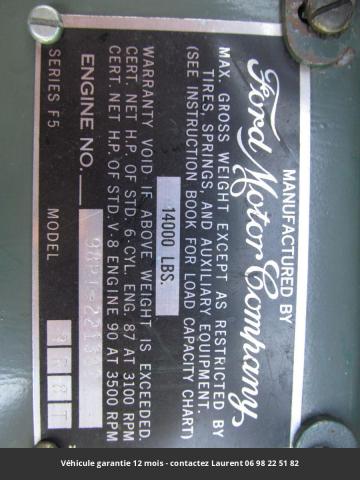 MANUFACTURED BY
Ford Motor Company
MAX. GROSS WEIGHT EXCEPT AS RESTRICTED BY
TIRES, SPRINGS, AND AUXILIARY EQUIPMENT.
(SEE INSTRUCTION BOOK FOR LOAD CAPACITY CHART)
14000 LBS.
WARRANTY VOID IF ABOVE WEIGHT IS EXCEEDED.
CERT. NET H.P. OF STD. 6-CYL. ENG. 87 AT 3100 RPM
CERT. NET H.P. OF STD. V-8 ENGINE 90 AT 3500 RPM
ENGINE NO.
SERIES F5 MODEL
Véhicule garantie 12 mois - contactez Laurent 06 98 22 51 82